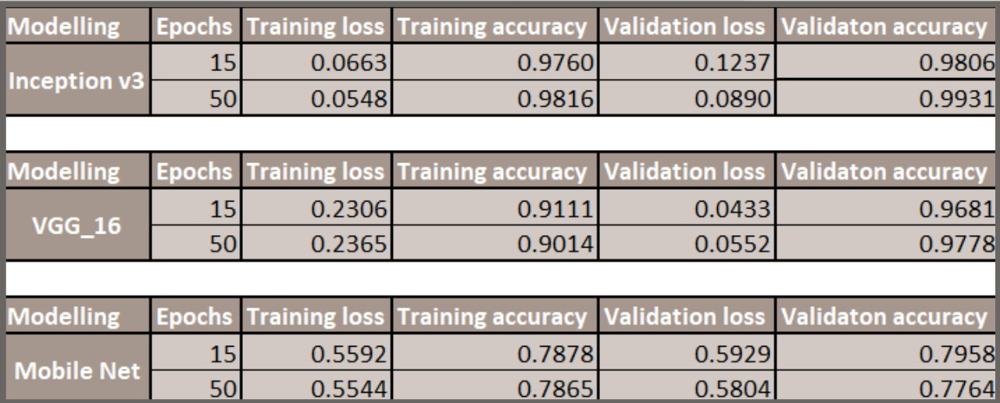 Modelling Epochs Training loss Training accuracy Validation loss Validaton accuracy
Inception v3 15 0.0663 0.9760 0.1237 0.9806
50 0.0548 0.9816 0.0890 0.9931
Modelling Epochs Training loss Training accuracy Validation loss Validaton accuracy
VGG_16 15 0.2306 0.9111 0.0433 0.9681
50 0.2365 0.9014 0.0552 0.9778
Modelling Epochs Training loss Training accuracy Validation loss Validaton accuracy
Mobile Net 15 0.5592 0.7878 0.5929 0.7958
50 0.5544 0.7865 0.5804 0.7764